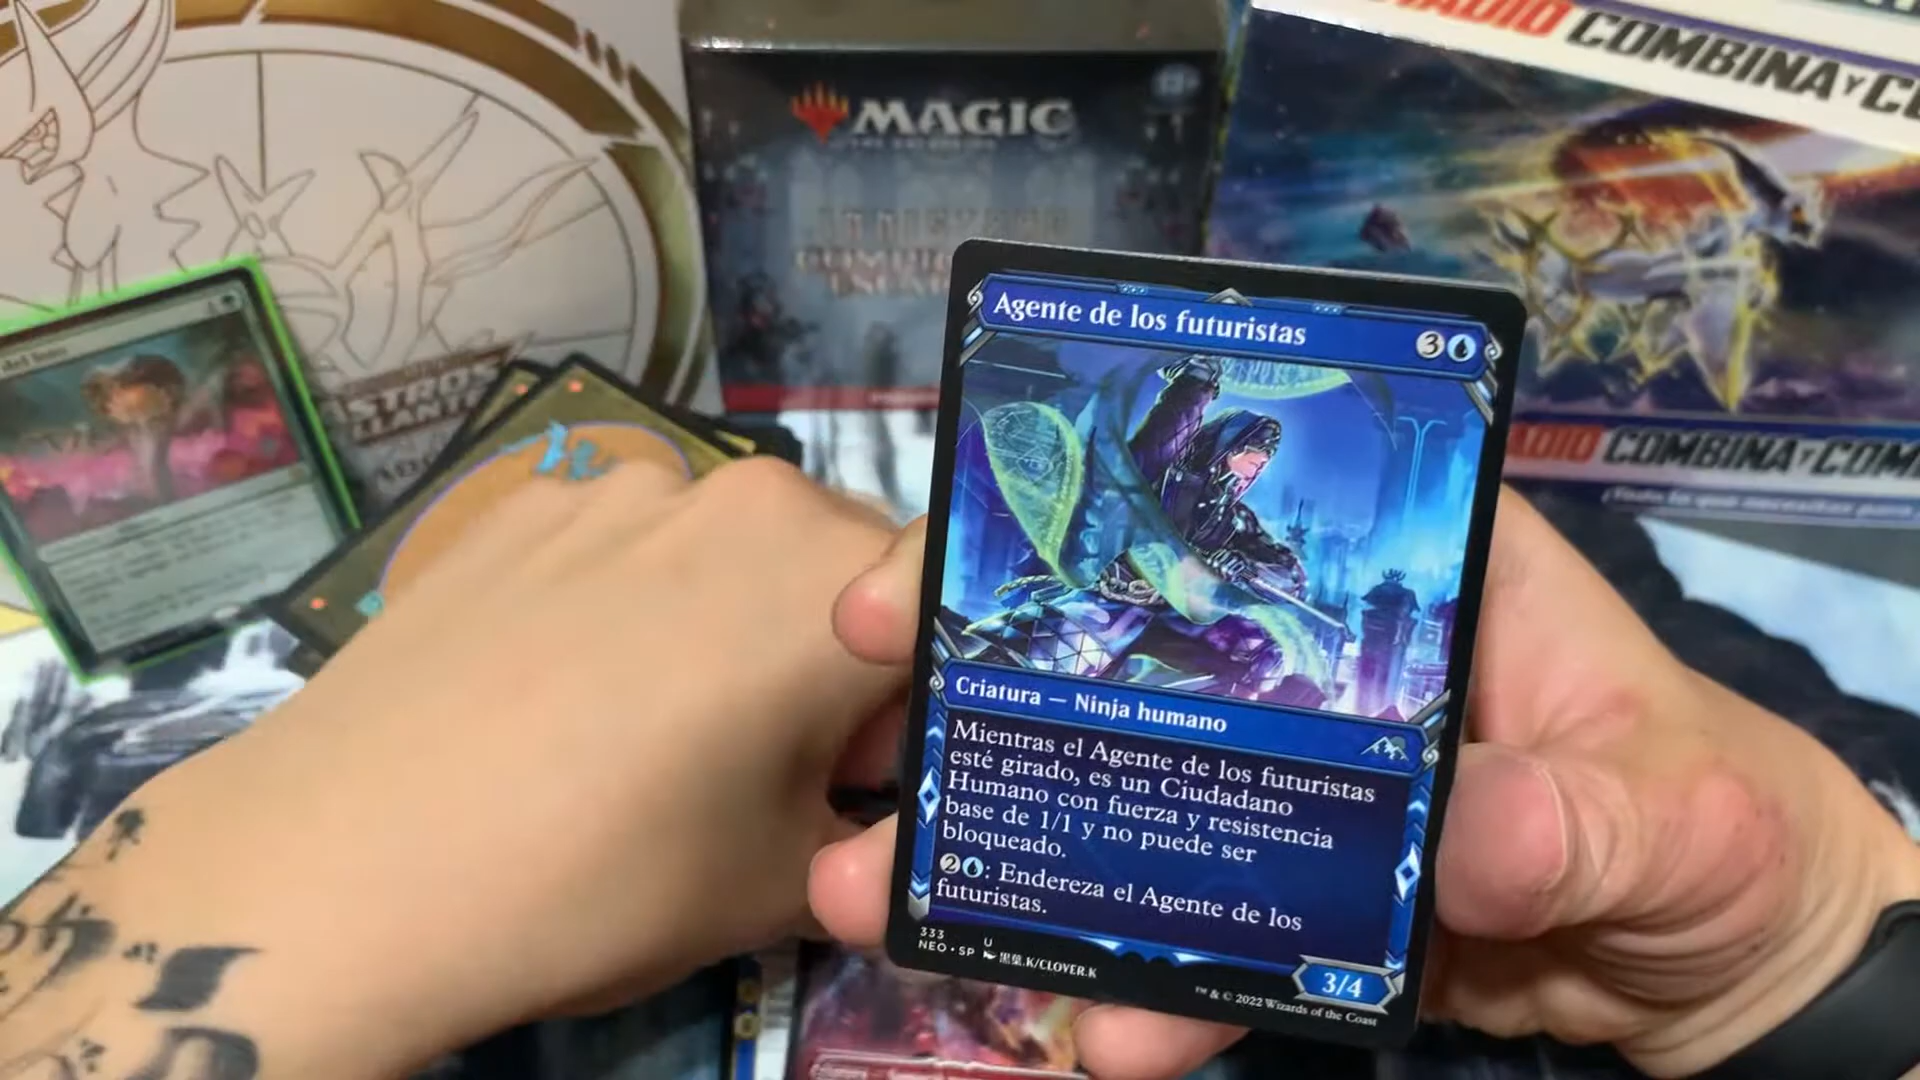 MAGIC
COMBINA Y CO
COMBINA Y COM
Agente de los futuristas
3
Criatura — Ninja humano
Mientras el Agente de los futuristas
esté girado, es un Ciudadano
Humano con fuerza y resistencia
base de 1/1 y no puede ser
bloqueado.
2 : Endereza el Agente de los
futuristas.
333 U
NEO • SP 黒葉.K/CLOVER.K
3/4
™ & © 2022 Wizards of the Coast